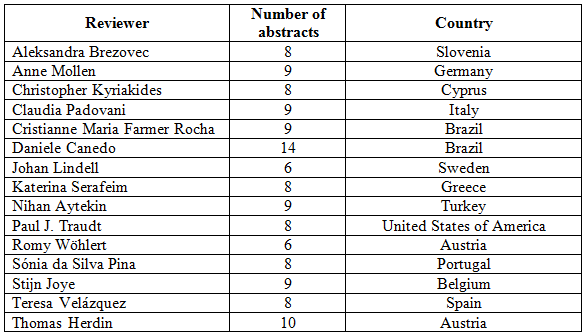 Reviewer Number of abstracts Country
Aleksandra Brezovec 8 Slovenia
Anne Mollen 9 Germany
Christopher Kyriakides 8 Cyprus
Claudia Padovani 9 Italy
Cristianne Maria Farmer Rocha 9 Brazil
Daniele Canedo 14 Brazil
Johan Lindell 6 Sweden
Katerina Serafeim 8 Greece
Nihan Aytekin 9 Turkey
Paul J. Traudt 8 United States of America
Romy Wöhlert 6 Austria
Sónia da Silva Pina 8 Portugal
Stijn Joye 9 Belgium
Teresa Velázquez 8 Spain
Thomas Herdin 10 Austria